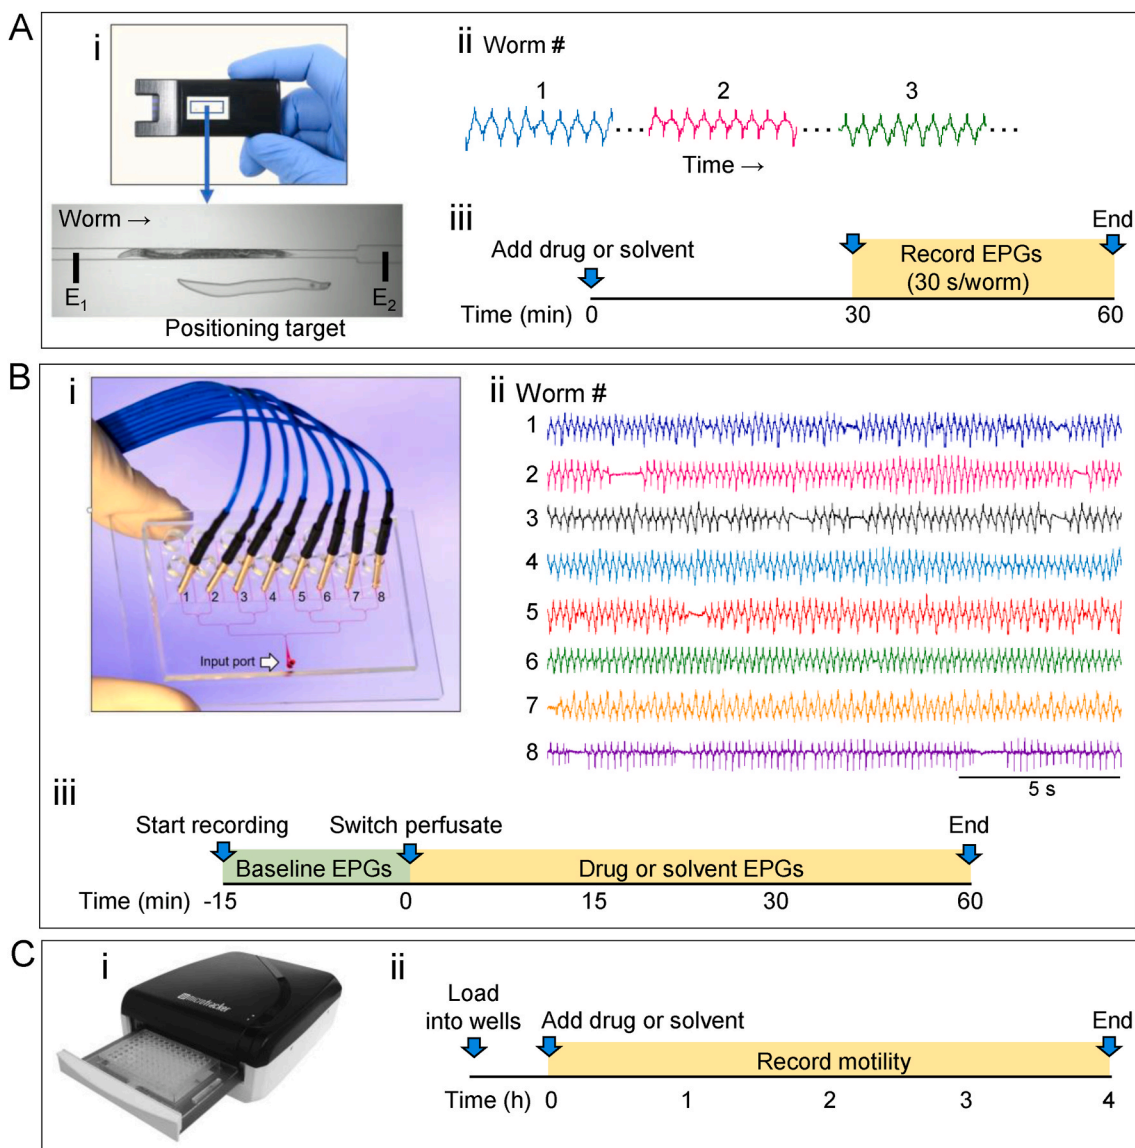 A
i
ii Worm #
1 2 3
Time →
Worm →
E1 E2
Positioning target
iii
Add drug or solvent
End
Record EPGs
(30 s/worm)
Time (min) 0 30 60
B
i
1 2 3 4 5 6 7 8
Input port
ii Worm #
1
2
3
4
5
6
7
8
5 s
iii
Start recording Switch perfusate End
Baseline EPGs Drug or solvent EPGs
Time (min) -15 0 15 30 60
C
i
microtracker
ii
Load
into wells
Add drug or solvent End
Record motility
Time (h) 0 1 2 3 4